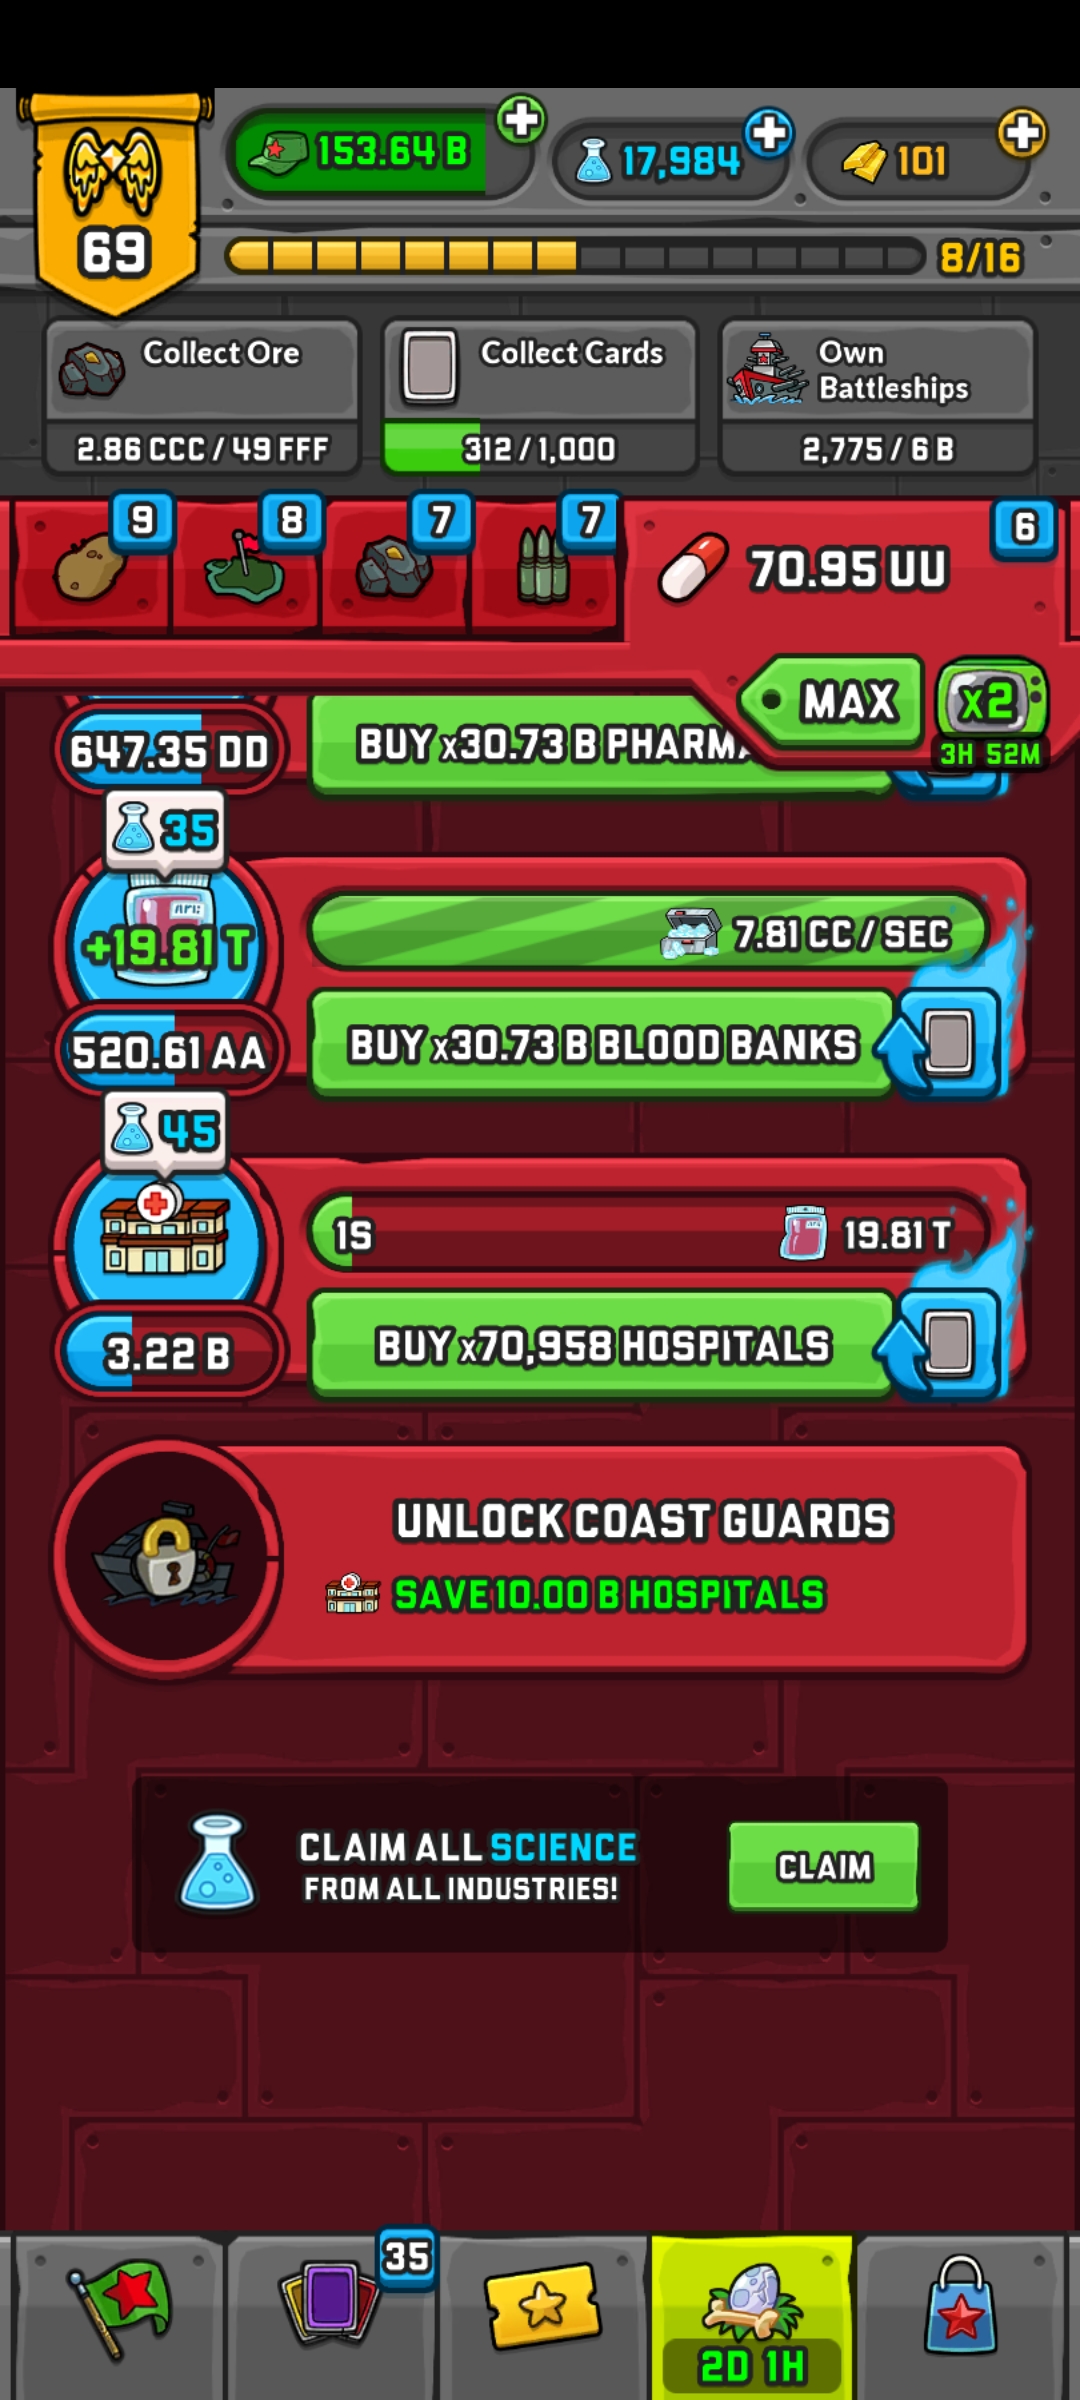 153.64 B
17,984
101
69
8/16
Collect Ore
2.86 CCC / 49 FFF
Collect Cards
312 / 1,000
Own
Battleships
2,775 / 6 B
9
8
7
7
70.95 UU
6
MAX
x2
3H 52M
647.35 DD
BUY x30.73 B PHARMA
35
+19.81 T
7.81 CC / SEC
520.61 AA
BUY x30.73 B BLOOD BANKS
45
1S
19.81 T
3.22 B
BUY x70,958 HOSPITALS
UNLOCK COAST GUARDS
SAVE 10.00 B HOSPITALS
CLAIM ALL SCIENCE
FROM ALL INDUSTRIES!
CLAIM
35
2D 1H